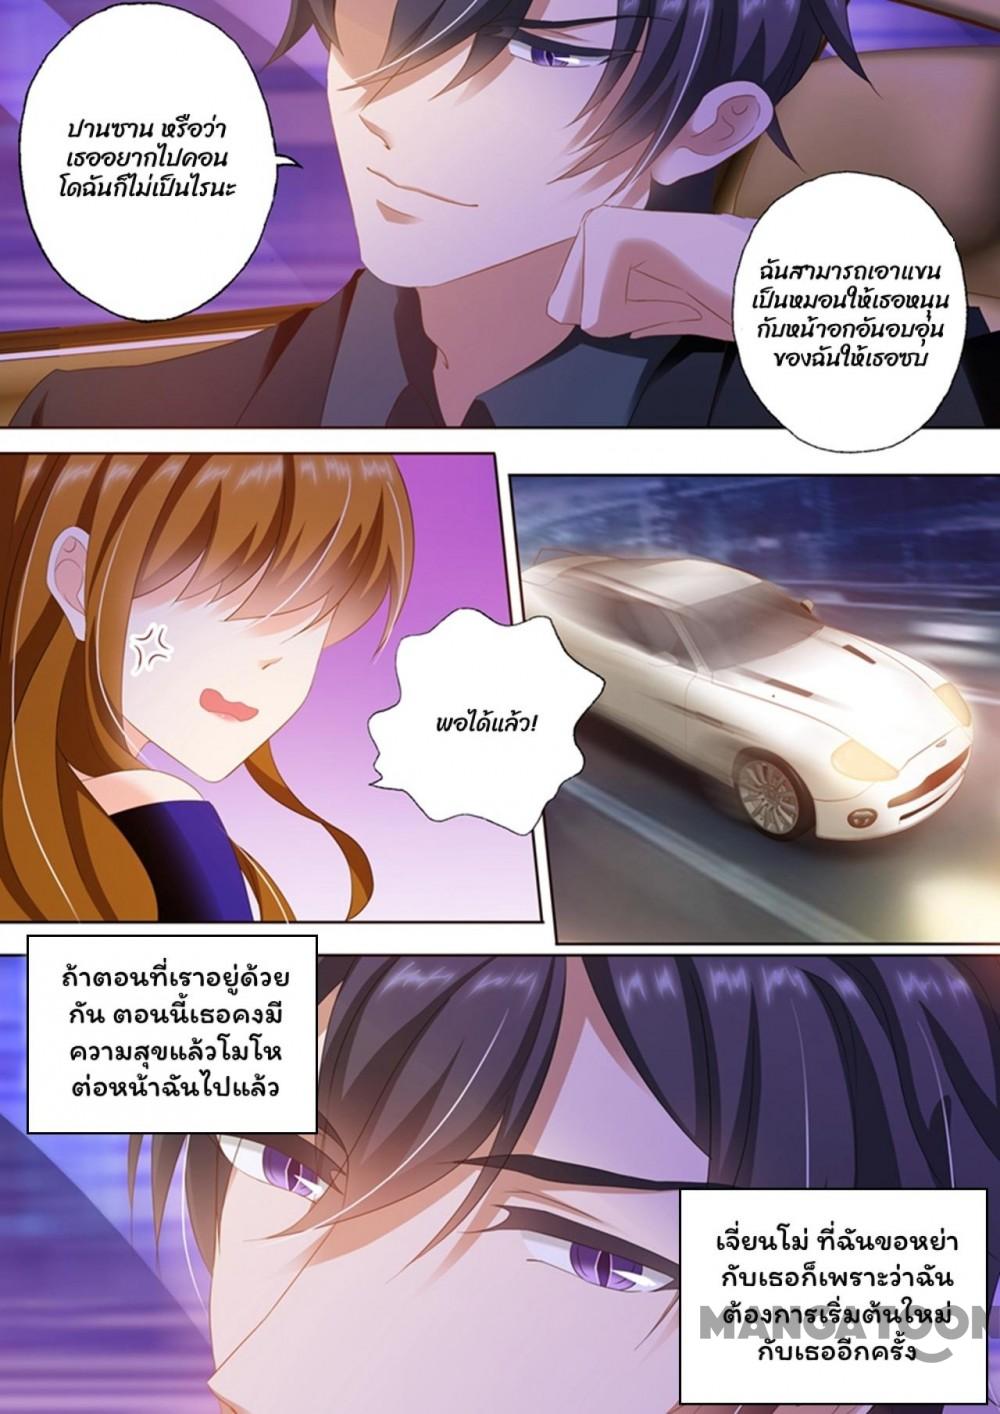 ปานซาน หรือว่า
เธออยากไปคอน
โดฉันก็ไม่เป็นไรนะ
ฉันสามารถเอาแขน
เป็นหมอนให้เธอหนุน
กับหน้าอกอันอบอุ่น
ของฉันให้เธอซบ
พอได้แล้ว!
ถ้าตอนที่เราอยู่ด้วย
กัน ตอนนี้เธอคงมี
ความสุขแล้วโมโห
ต่อหน้าฉันไปแล้ว
เจี่ยนโม่ ที่ฉันขอหย่า
กับเธอก็เพราะว่าฉัน
ต้องการเริ่มต้นใหม่
กับเธออีกครั้ง
MANGATOON